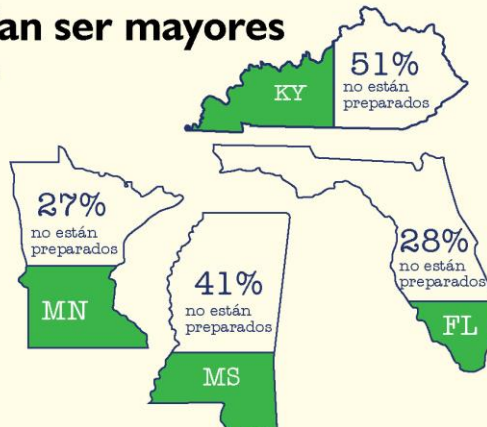 an ser mayores
51%
no están
preparados
KY
27%
no están
preparados
MN
41%
no están
preparados
MS
28%
no están
preparados
FL